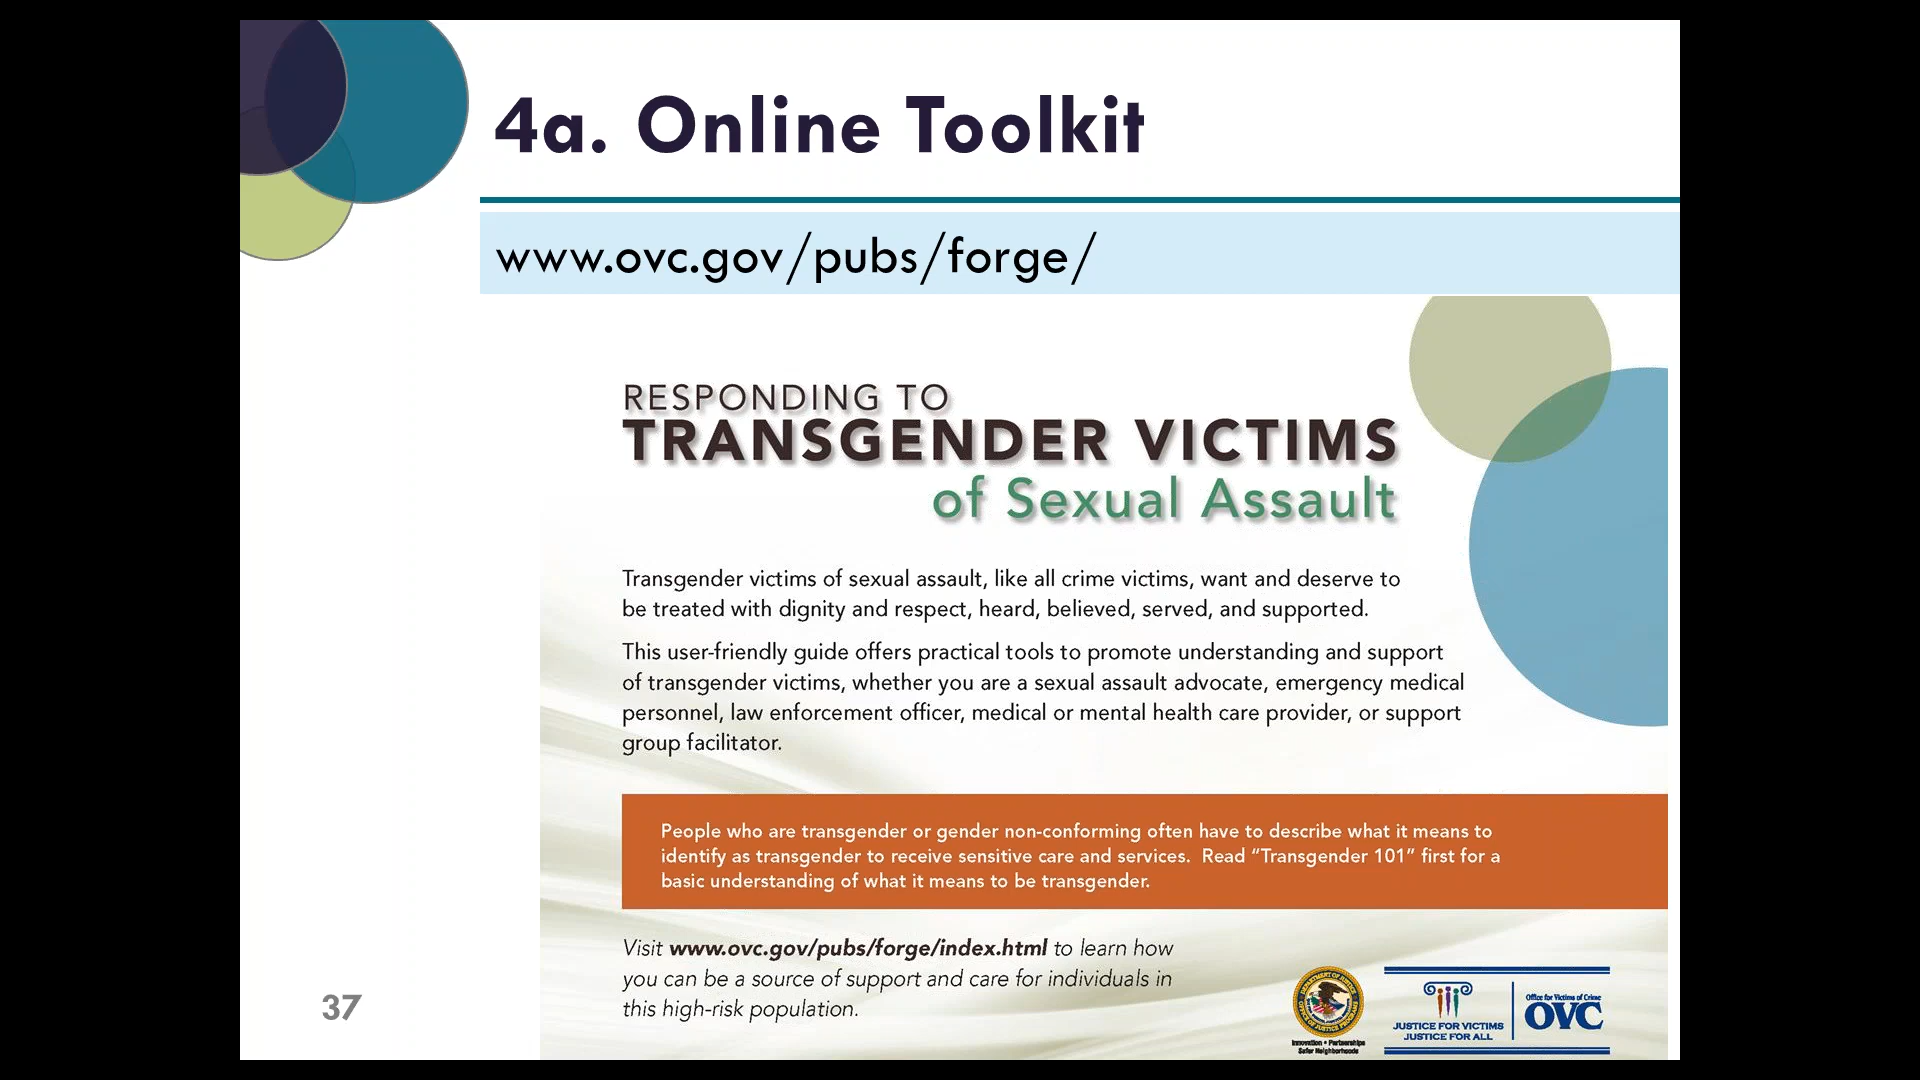 4a. Online Toolkit
www.ovc.gov/pubs/forge/
RESPONDING TO
TRANSGENDER VICTIMS
of Sexual Assault
Transgender victims of sexual assault, like all crime victims, want and deserve to
be treated with dignity and respect, heard, believed, served, and supported.
This user-friendly guide offers practical tools to promote understanding and support
of transgender victims, whether you are a sexual assault advocate, emergency medical
personnel, law enforcement officer, medical or mental health care provider, or support
group facilitator.
People who are transgender or gender non-conforming often have to describe what it means to
identify as transgender to receive sensitive care and services. Read “Transgender 101” first for a
basic understanding of what it means to be transgender.
Visit www.ovc.gov/pubs/forge/index.html to learn how
you can be a source of support and care for individuals in
this high-risk population.
37
Innovation • Partnerships
Safer Neighborhoods
JUSTICE FOR VICTIMS
JUSTICE FOR ALL
Office for Victims of Crime
OVC